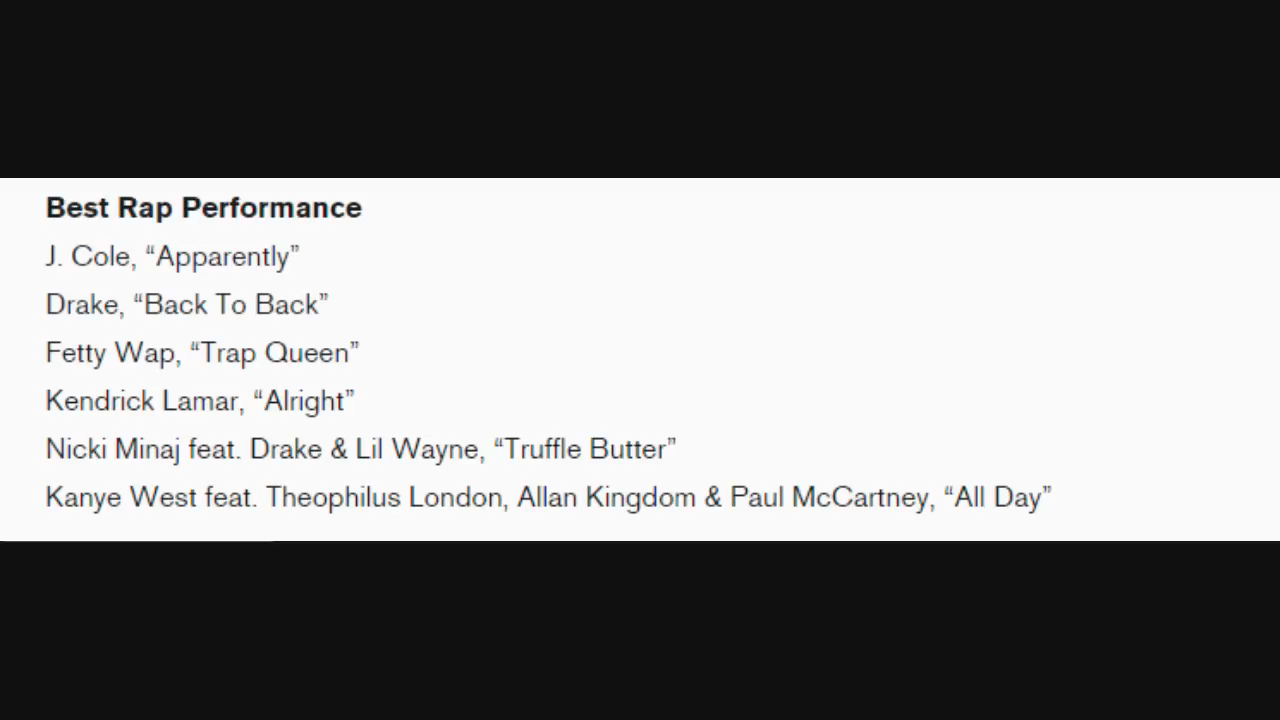 Best Rap Performance
J. Cole, “Apparently”
Drake, “Back To Back”
Fetty Wap, “Trap Queen”
Kendrick Lamar, “Alright”
Nicki Minaj feat. Drake & Lil Wayne, “Truffle Butter”
Kanye West feat. Theophilus London, Allan Kingdom & Paul McCartney, “All Day”